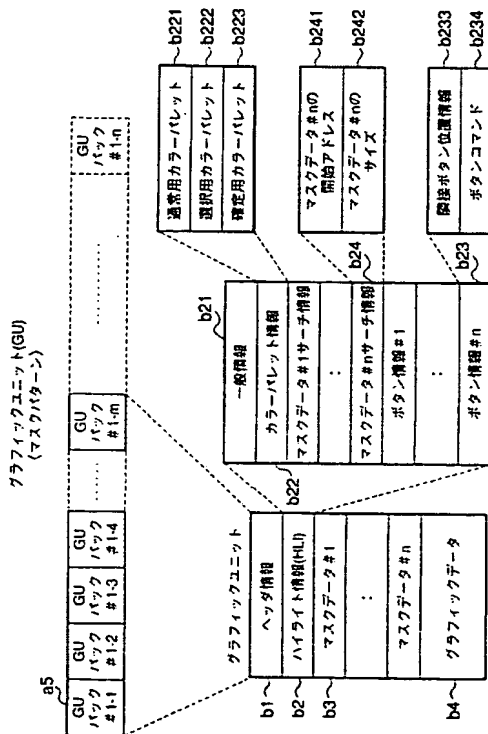 グラフィックユニット(GU)
(マスクパターン)
a5
GU
パック
#1-1
GU
パック
#1-2
GU
パック
#1-3
GU
パック
#1-4
………
GU
パック
#1-m
………
GU
パック
#1-n
グラフィックユニット
b1
ヘッダ情報
b2
ハイライト情報(HLI)
b3
マスクデータ#1
:
マスクデータ#n
b4
グラフィックデータ
b21
一般情報
b22
カラーパレット情報
マスクデータ#1サーチ情報
:
b24
マスクデータ#nサーチ情報
ボタン情報#1
:
b23
ボタン情報#n
通常用カラーパレット
b221
選択用カラーパレット
b222
確定用カラーパレット
b223
マスクデータ#nの
開始アドレス
b241
マスクデータ#nの
サイズ
b242
隣接ボタン位置情報
b233
ボタンコマンド
b234